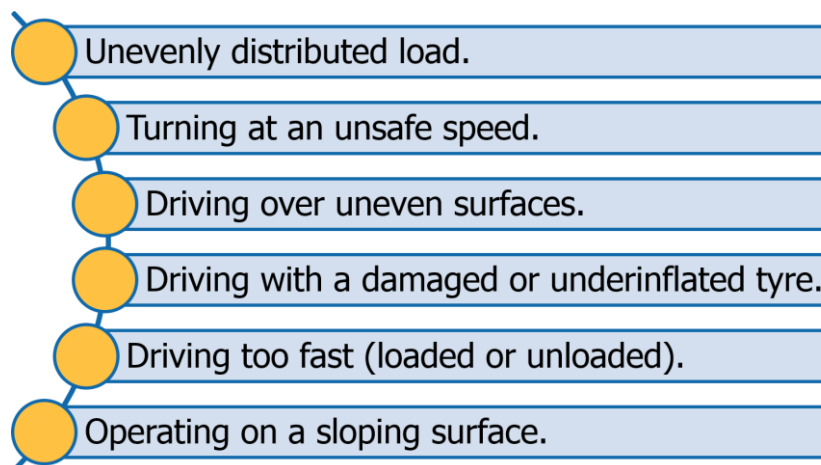 Unevenly distributed load.
Turning at an unsafe speed.
Driving over uneven surfaces.
Driving with a damaged or underinflated tyre.
Driving too fast (loaded or unloaded).
Operating on a sloping surface.